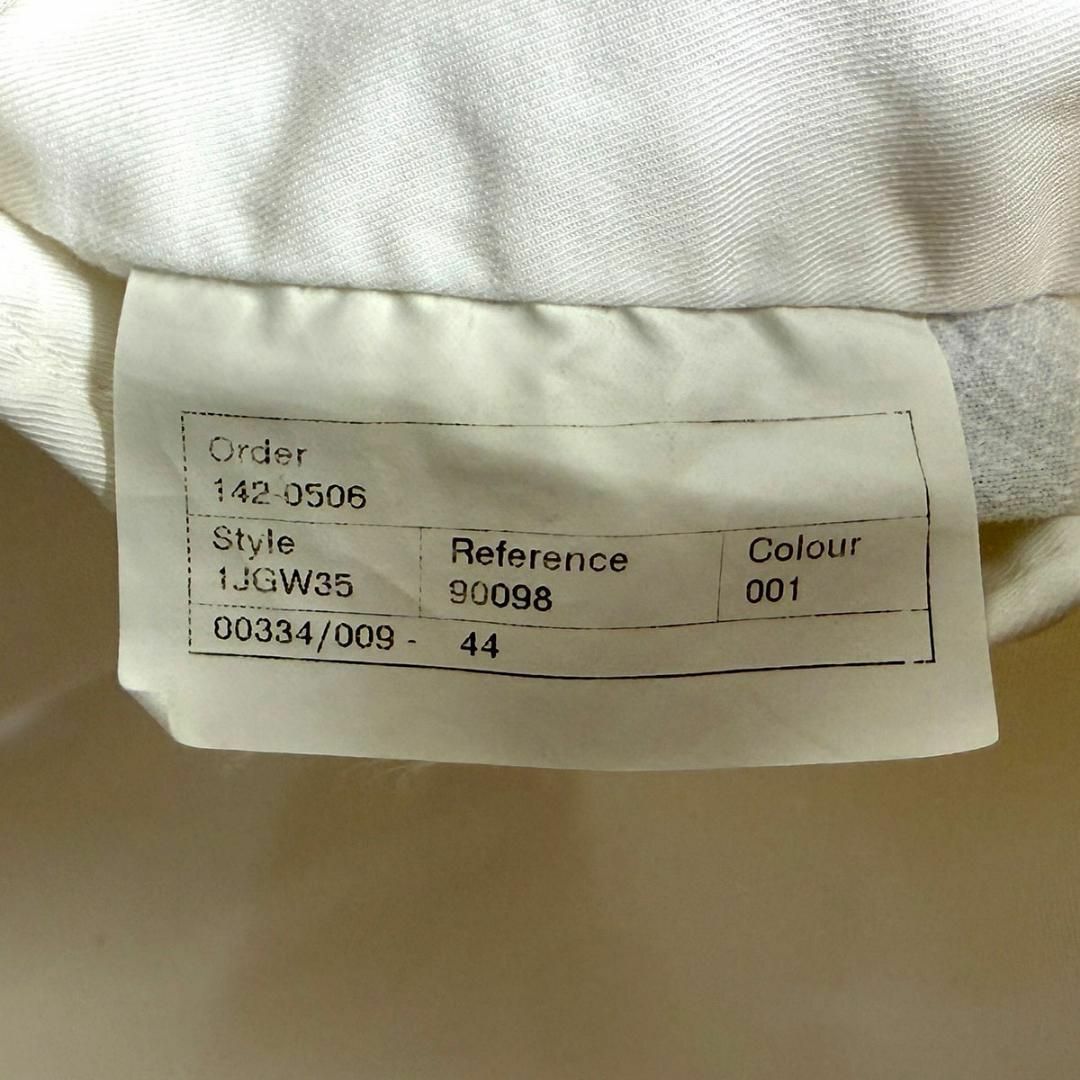 Order
142-0506
Style Reference Colour
1JGW35 90098 001
00334/009 - 44